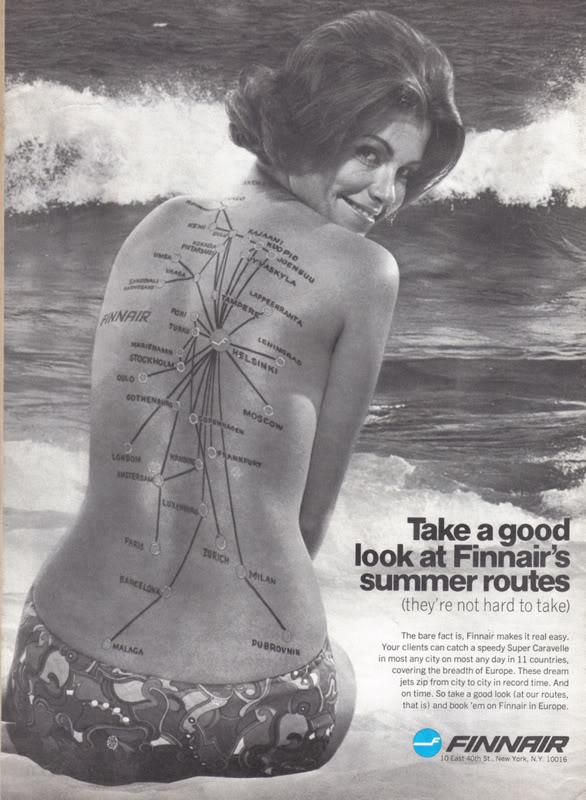 KEMI
OULU
KAJAANI
KUOPIO
JOENSUU
JYVASKYLA
UMEA
VAASA
TAMPERE
LAPPEENRANTA
FINNAIR
PORI
TURKU
LENINGRAD
MARIEHAMN
HELSINKI
STOCKHOLM
OSLO
GOTHENBURG
MOSCOW
COPENHAGEN
LONDON
HAMBURG
FRANKFURT
AMSTERDAM
LUXEMBURG
PARIS
ZURICH
MILAN
BARCELONA
MALAGA
DUBROVNIK
Take a good
look at Finnair's
summer routes
(they're not hard to take)
The bare fact is, Finnair makes it real easy.
Your clients can catch a speedy Super Caravelle
in most any city on most any day in 11 countries,
covering the breadth of Europe. These dream
jets zip from city to city in record time. And
on time. So take a good look (at our routes,
that is) and book 'em on Finnair in Europe.
FINNAIR
10 East 40th St., New York, N.Y. 10016